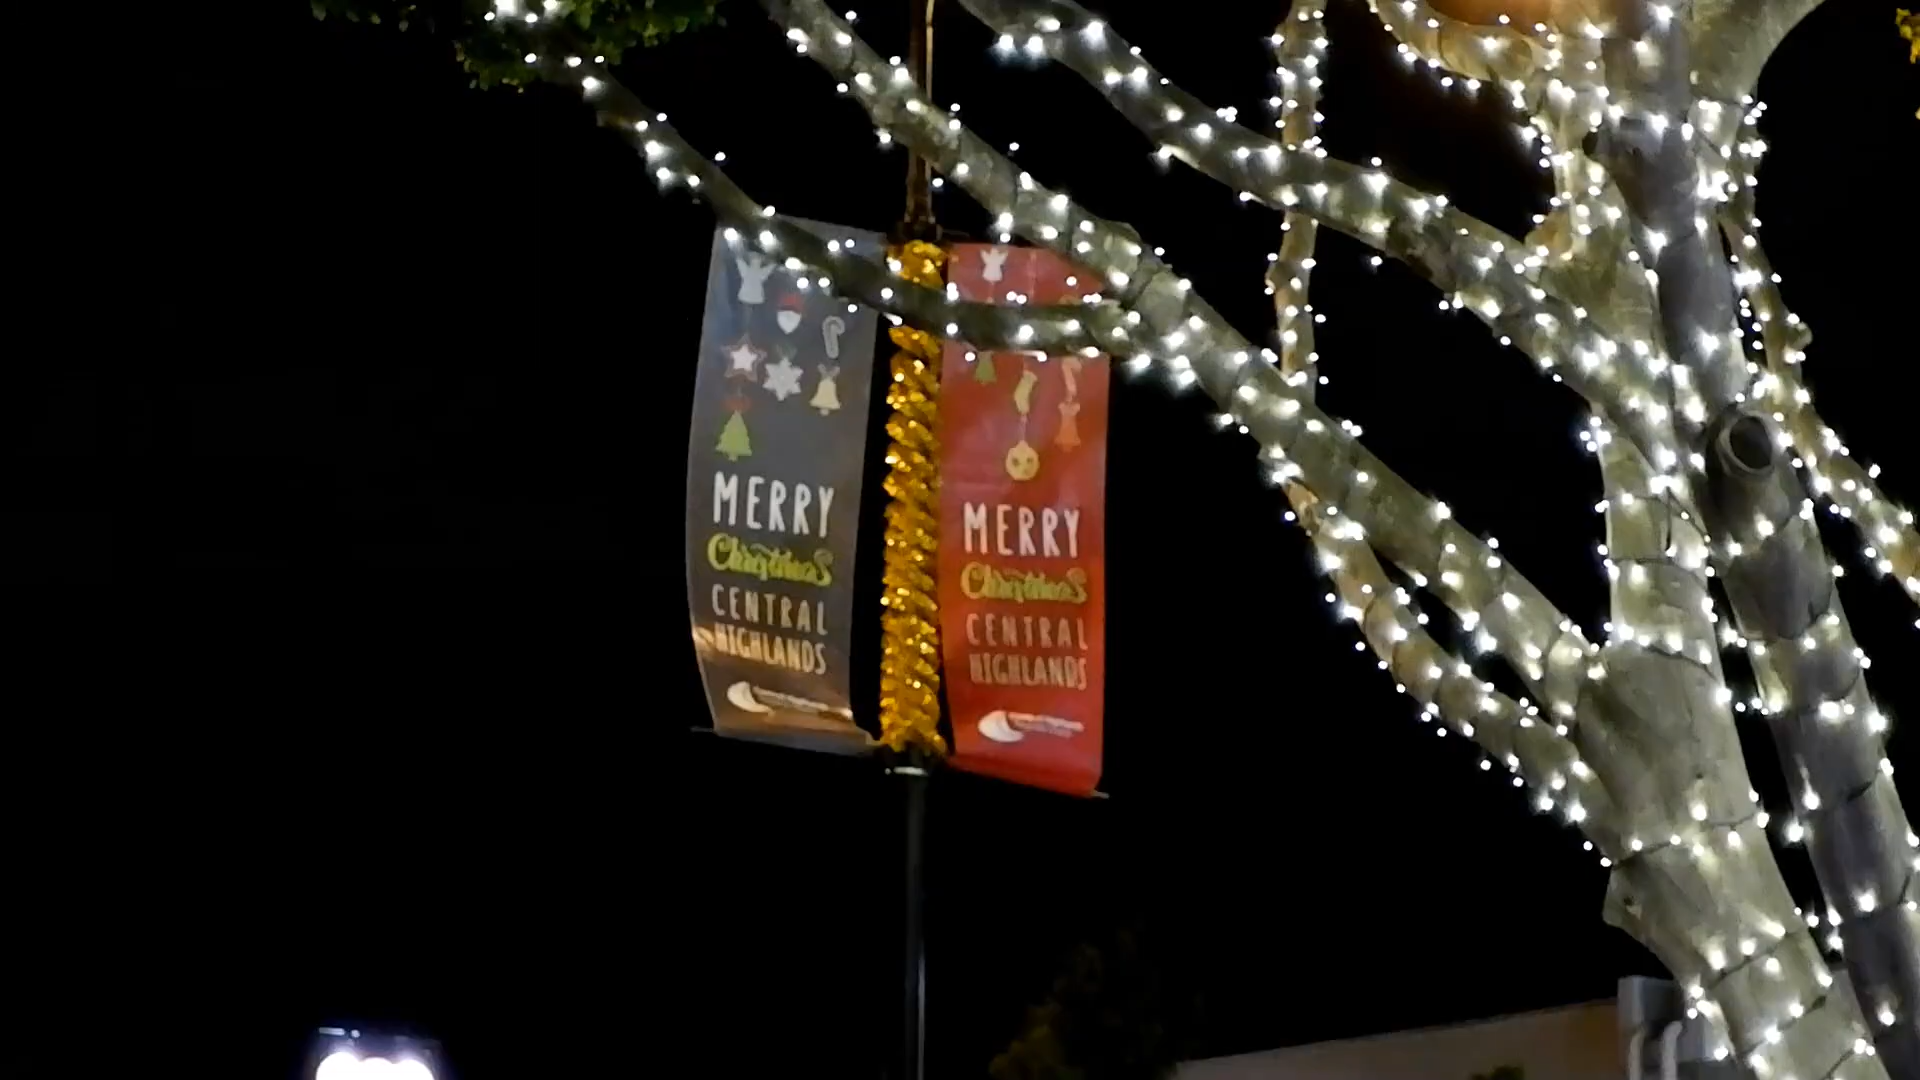 MERRY
Christmas
CENTRAL
HIGHLANDS
MERRY
Christmas
CENTRAL
HIGHLANDS